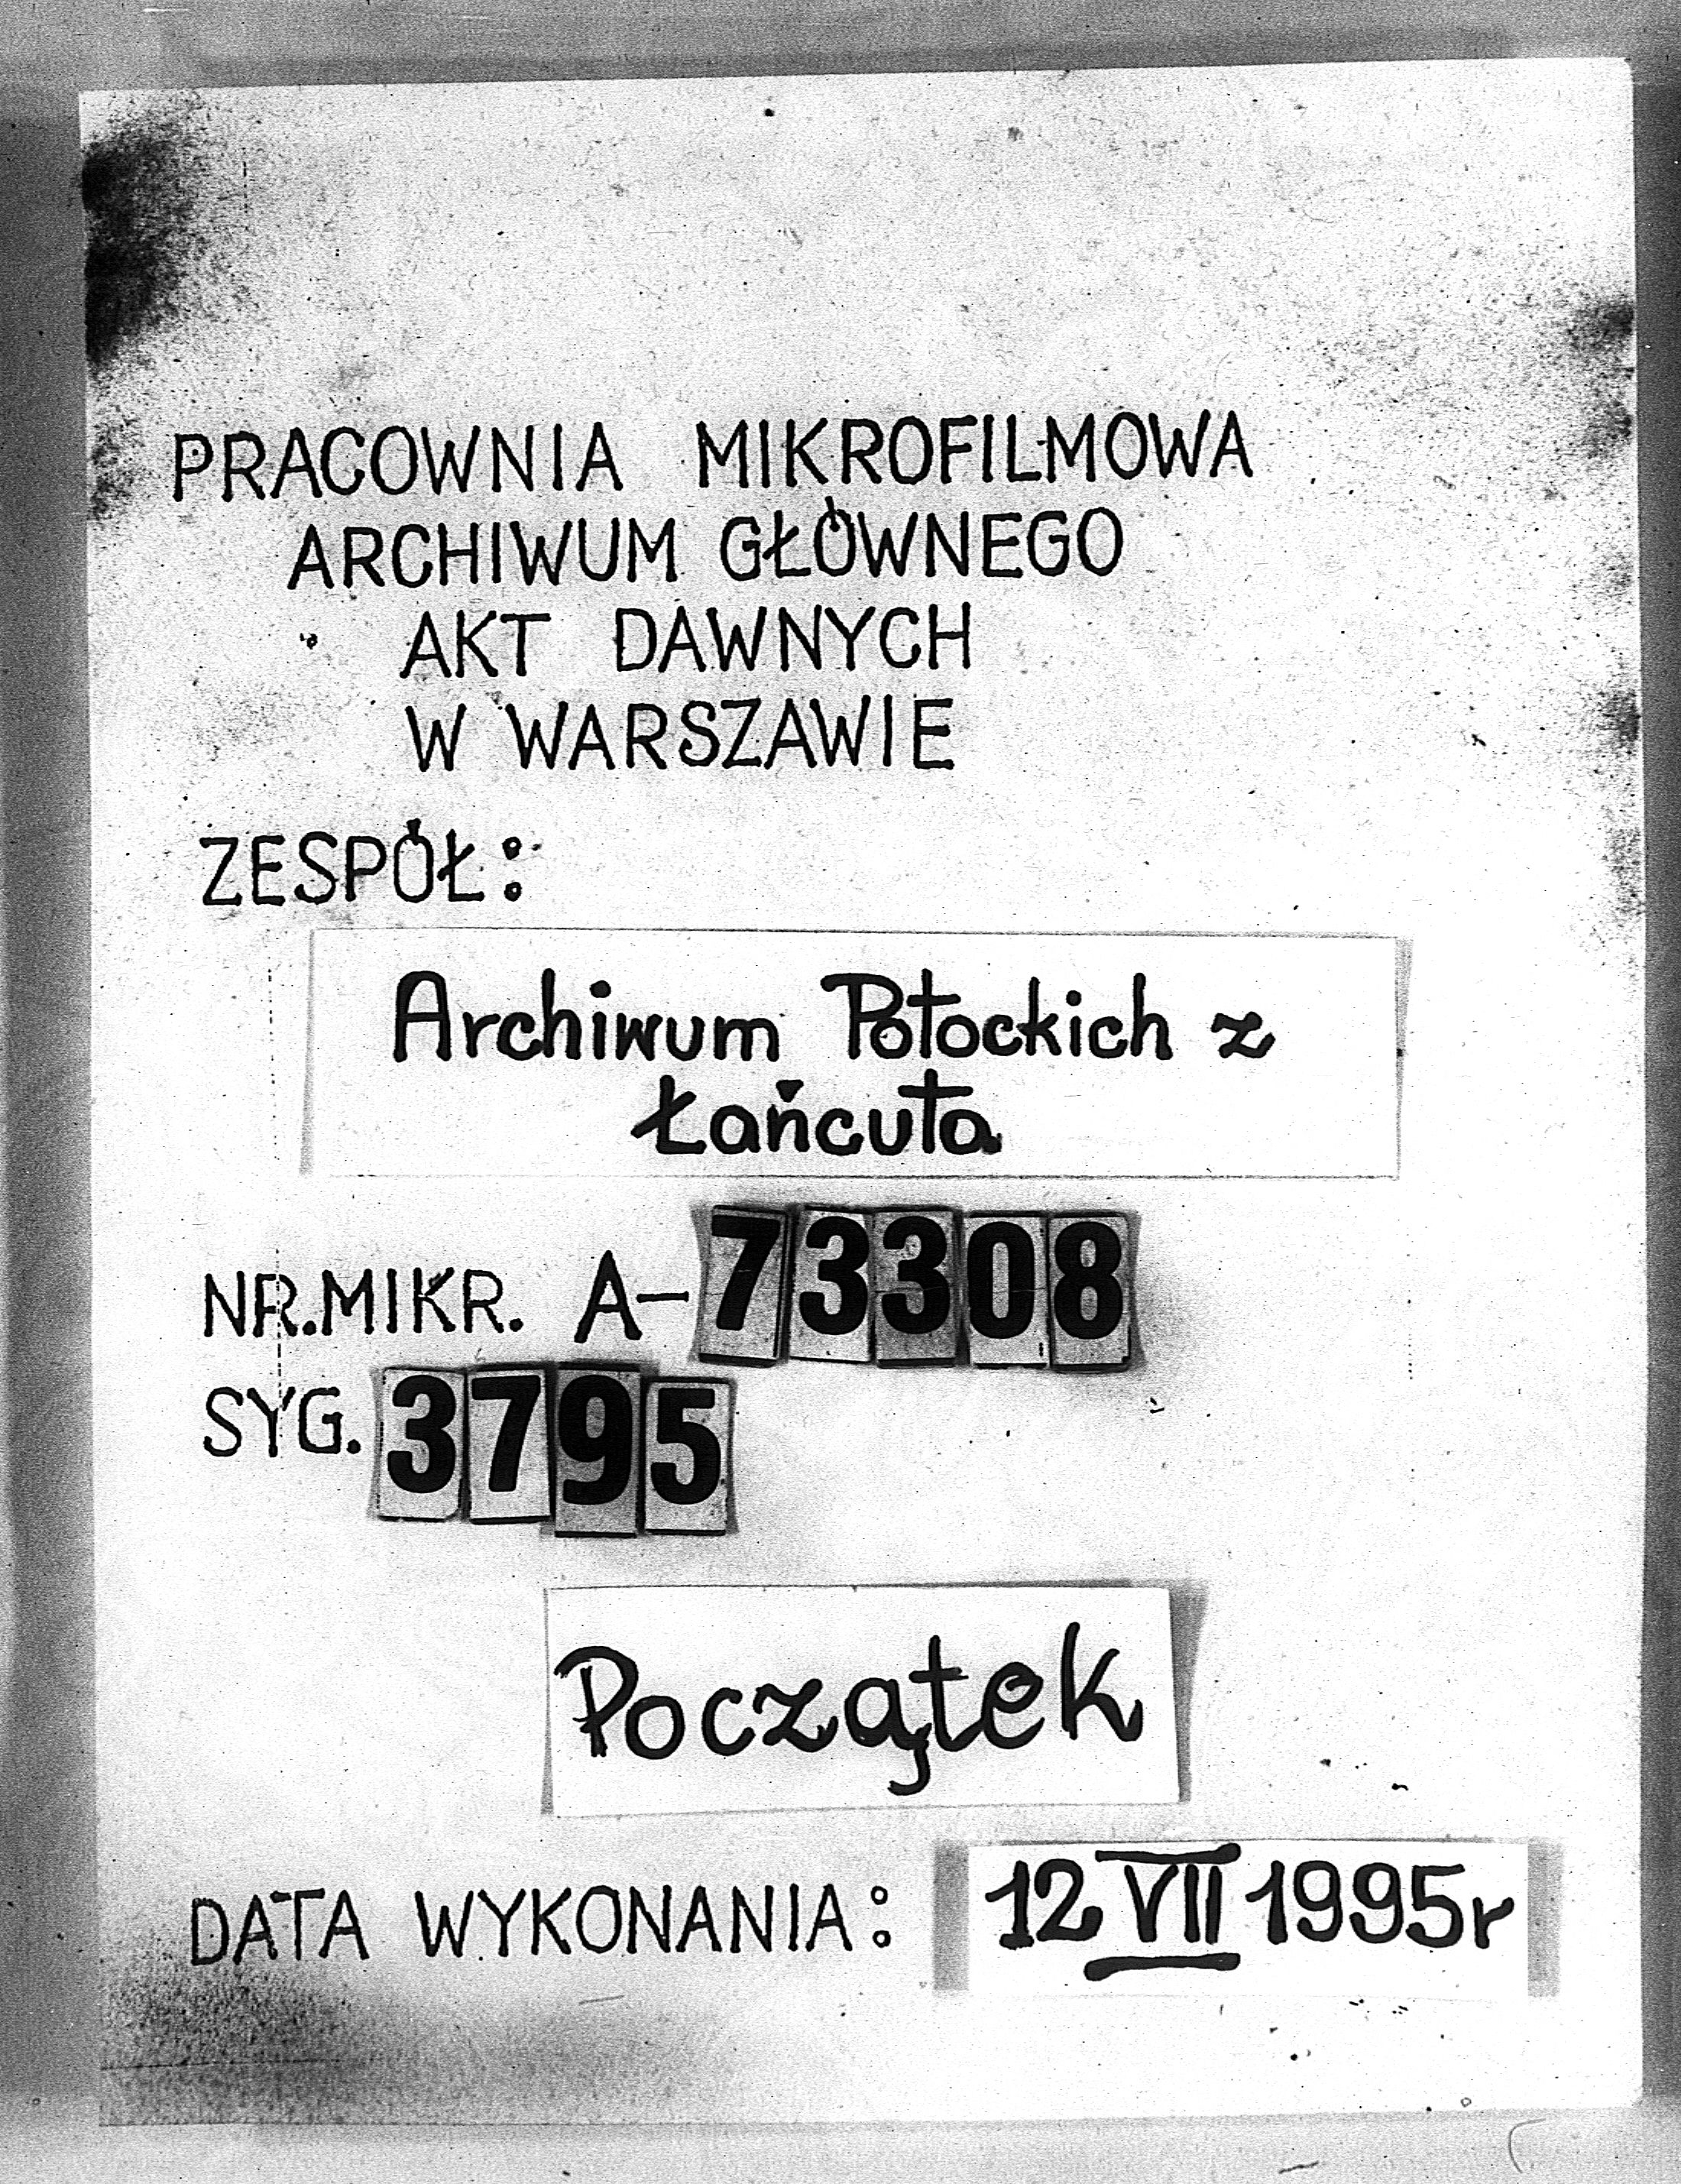 PRACOWNIA MIKROFILMOWA
ARCHIWUM GŁÓWNEGO
AKT DAWNYCH
W WARSZAWIE
ZESPÓŁ:
Archiwum Potockich z
Łańcuta
NR.MIKR. A-73308
SYG. 3795
Początek
DATA WYKONANIA: 12 VII 1995r